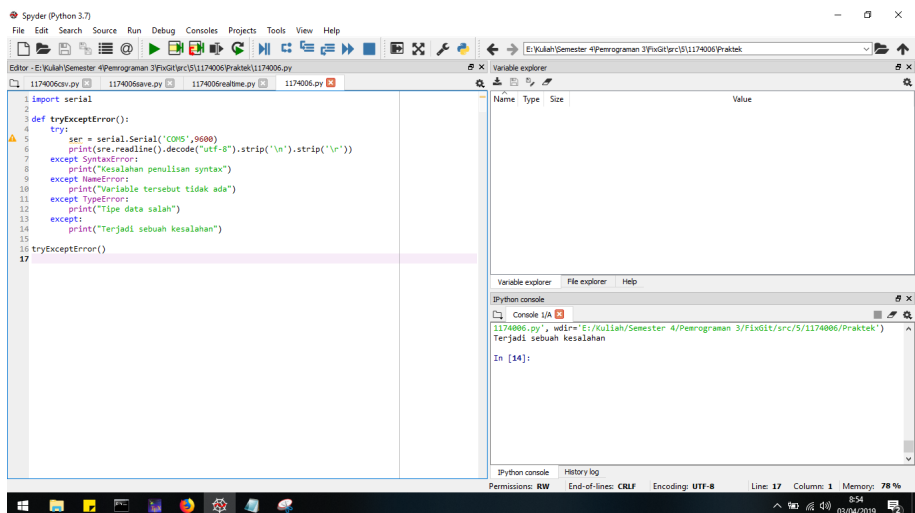 Spyder (Python 3.7)
File Edit Search Source Run Debug Consoles Projects Tools View Help
E:\Kuliah\Semester 4\Pemrograman 3\FixGit\src\5\1174006\Praktek
Editor - E:\Kuliah\Semester 4\Pemrograman 3\FixGit\src\5\1174006\Praktek\1174006.py
Variable explorer
1174006csv.py 1174006save.py 1174006realtime.py 1174006.py
Name Type Size Value
1 import serial
2
3 def tryExceptError():
4     try:
5         ser = serial.Serial('COM5',9600)
6         print(sre.readline().decode("utf-8").strip('\n').strip('\r'))
7     except SyntaxError:
8         print("Kesalahan penulisan syntax")
9     except NameError:
10         print("Variable tersebut tidak ada")
11     except TypeError:
12         print("Tipe data salah")
13     except:
14         print("Terjadi sebuah kesalahan")
15
16 tryExceptError()
17
Variable explorer File explorer Help
IPython console
Console 1/A
1174006.py', wdir='E:/Kuliah/Semester 4/Pemrograman 3/FixGit/src/5/1174006/Praktek')
Terjadi sebuah kesalahan
In [14]:
IPython console History log
Permissions: RW End-of-lines: CRLF Encoding: UTF-8 Line: 17 Column: 1 Memory: 78 %
8:54
03/04/2019